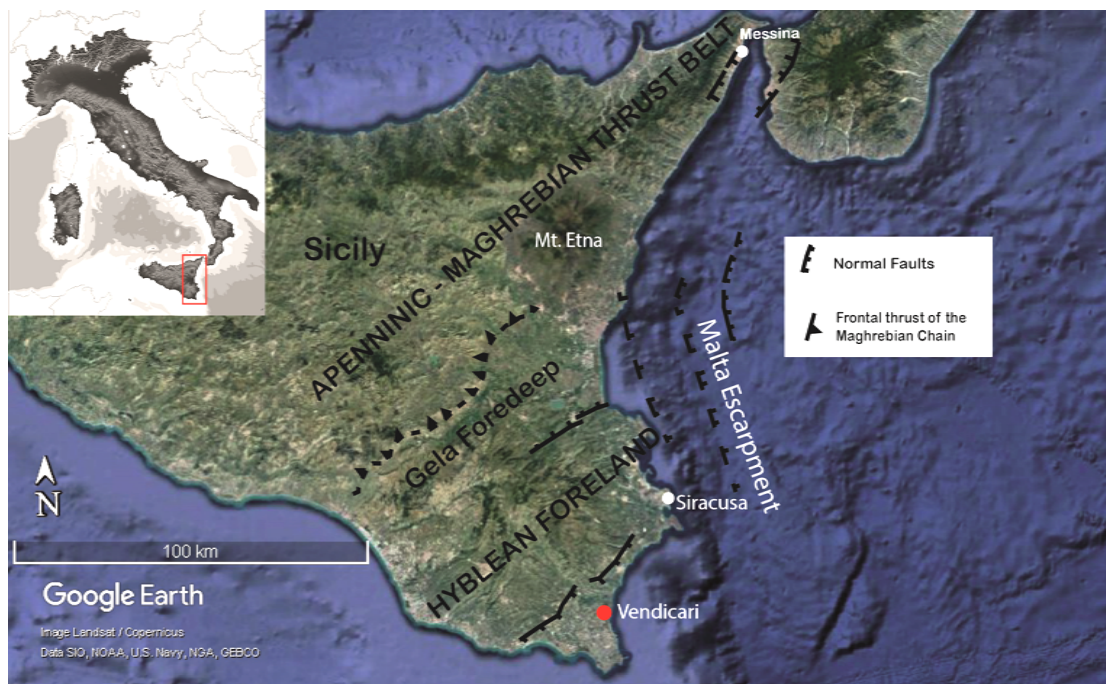 Messina
APENNINIC - MAGHREBIAN THRUST BELT
Sicily
Mt. Etna
Normal Faults
Frontal thrust of the
Maghrebian Chain
Malta Escarpment
Gela Foredeep
HYBLEAN FORELAND
N
Siracusa
100 km
Google Earth
Vendicari
Image Landsat / Copernicus
Data SIO, NOAA, U.S. Navy, NGA, GEBCO